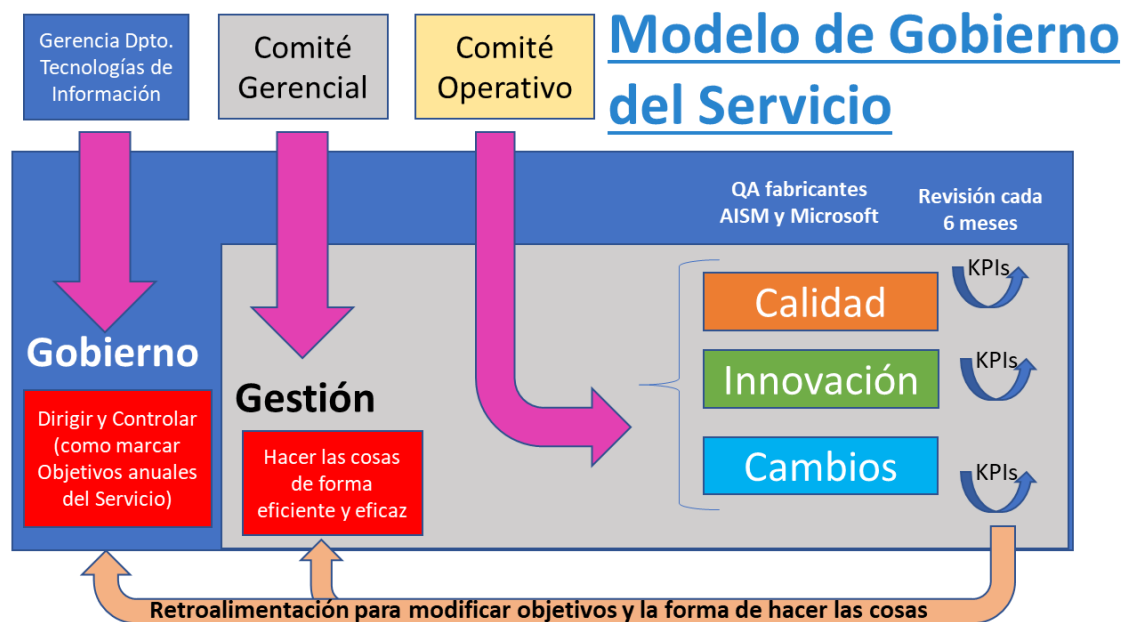 Gerencia Dpto.
Tecnologías de
Información
Comité
Gerencial
Comité
Operativo
Modelo de Gobierno
del Servicio
QA fabricantes
AISM y Microsoft
Revisión cada
6 meses
Gobierno
Dirigir y Controlar
(como marcar
Objetivos anuales
del Servicio)
Gestión
Hacer las cosas
de forma
eficiente y eficaz
Calidad
KPIs
Innovación
KPIs
Cambios
KPIs
Retroalimentación para modificar objetivos y la forma de hacer las cosas